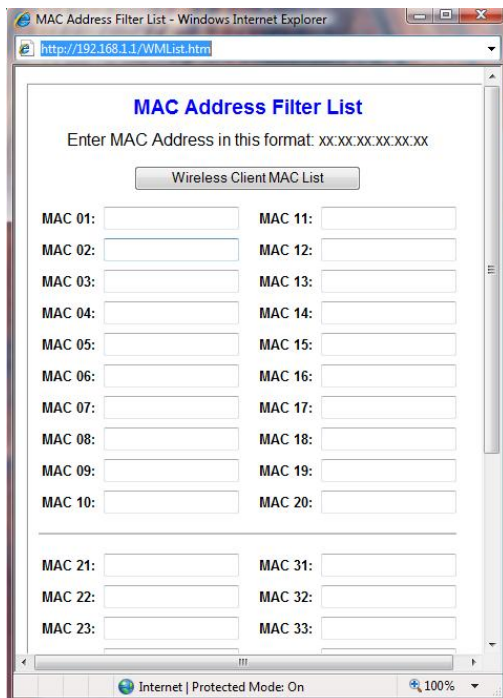 MAC Address Filter List - Windows Internet Explorer
http://192.168.1.1/WMList.htm
MAC Address Filter List
Enter MAC Address in this format: xx:xx:xx:xx:xx:xx
Wireless Client MAC List
MAC 01: MAC 11:
MAC 02: MAC 12:
MAC 03: MAC 13:
MAC 04: MAC 14:
MAC 05: MAC 15:
MAC 06: MAC 16:
MAC 07: MAC 17:
MAC 08: MAC 18:
MAC 09: MAC 19:
MAC 10: MAC 20:
MAC 21: MAC 31:
MAC 22: MAC 32:
MAC 23: MAC 33:
Internet | Protected Mode: On 100%